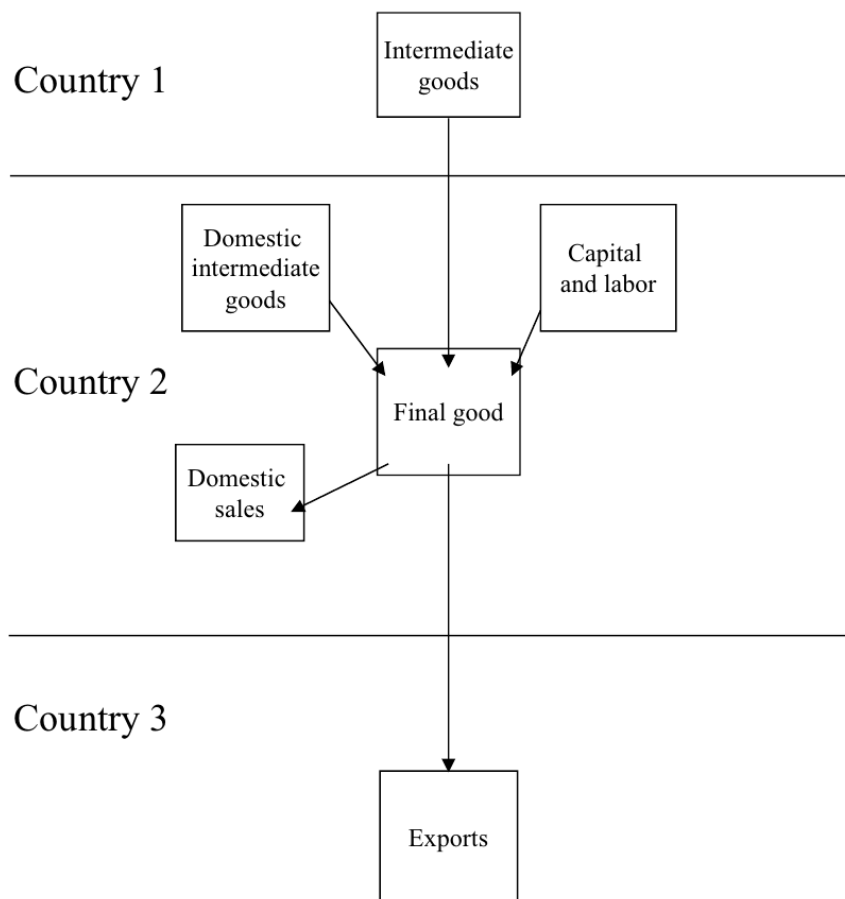 Country 1
Intermediate
goods
Country 2
Domestic
intermediate
goods
Capital
and labor
Final good
Domestic
sales
Country 3
Exports